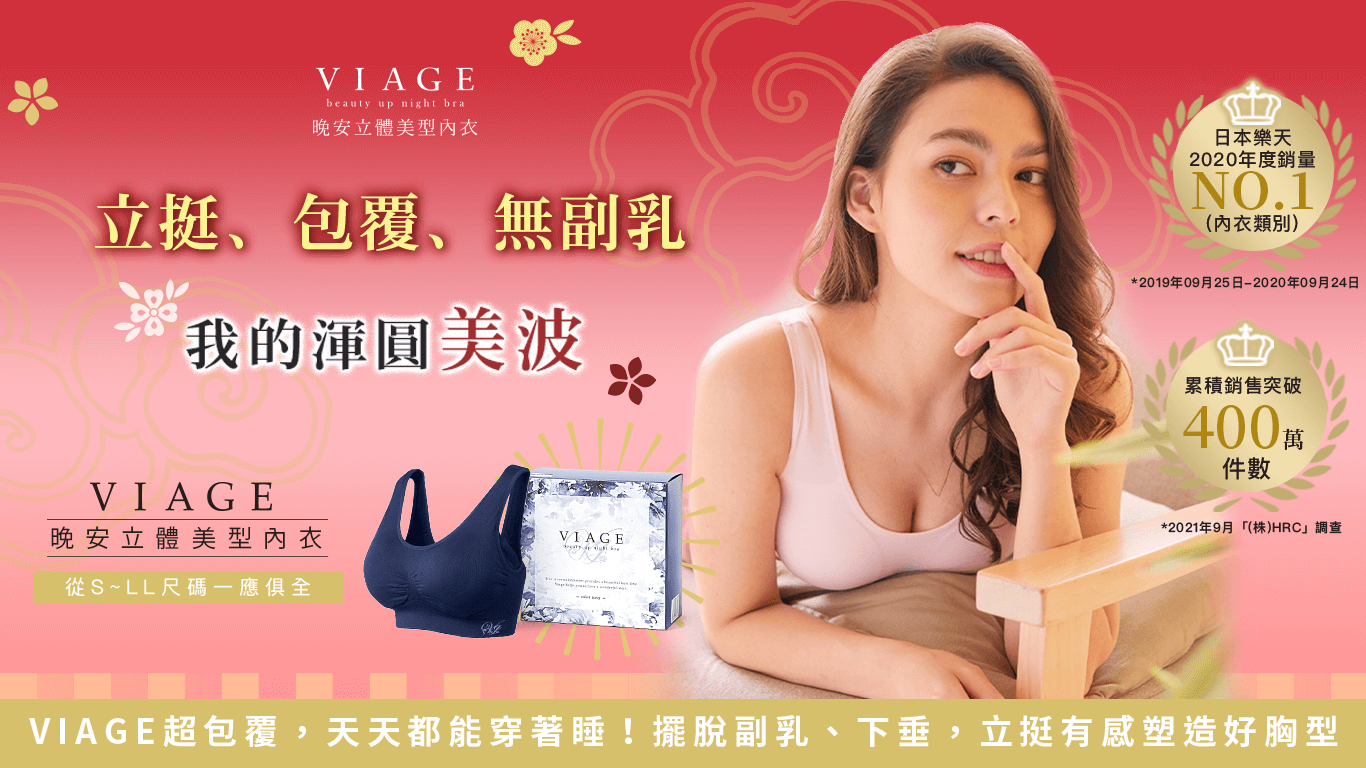 VIAGE
beauty up night bra
晚安立體美型內衣
立挺、包覆、無副乳
我的渾圓美波
日本樂天
2020年度銷量
NO.1
(內衣類別)
*2019年09月25日-2020年09月24日
累積銷售突破
400萬
件數
*2021年9月「(株)HRC」調查
VIAGE
晚安立體美型內衣
從S~LL尺碼一應俱全
VIAGE
beauty up night bra
VIAGE超包覆，天天都能穿著睡！擺脫副乳、下垂，立挺有感塑造好胸型